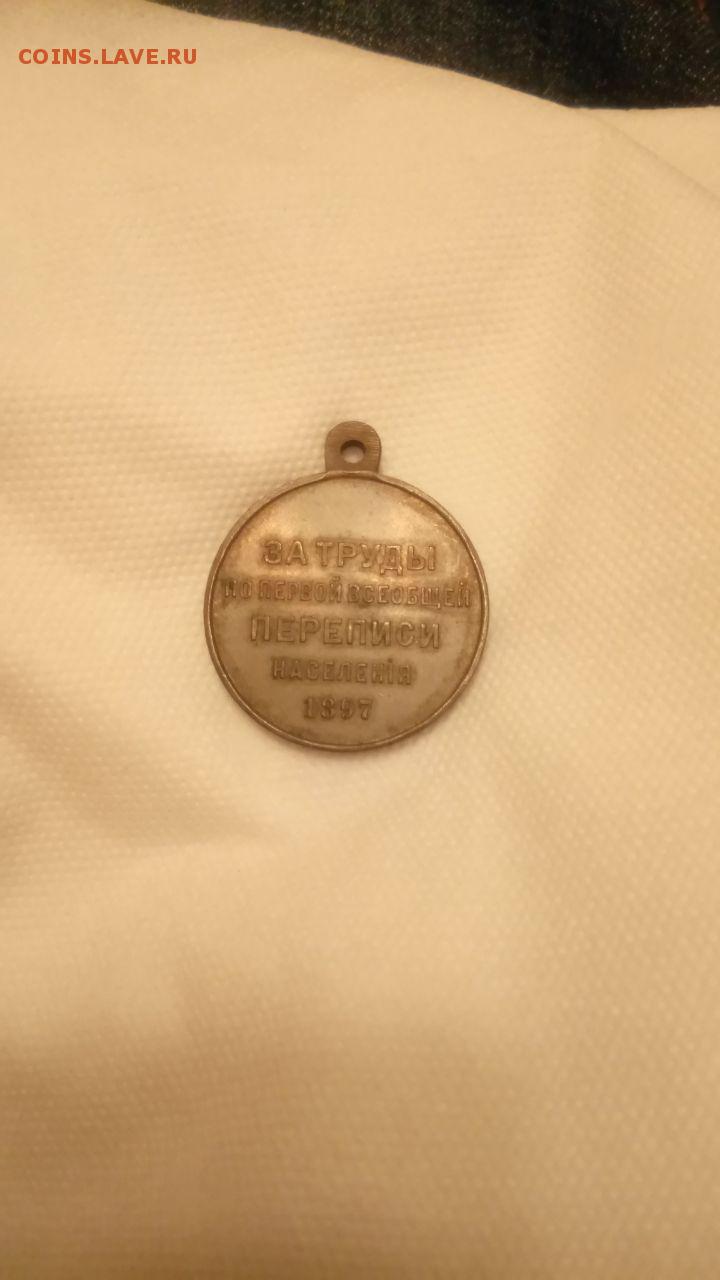 COINS.LAVE.RU
ЗА ТРУДЫ
ПО ПЕРВОЙ ВСЕОБЩЕЙ
ПЕРЕПИСИ
НАСЕЛЕНІЯ
1897